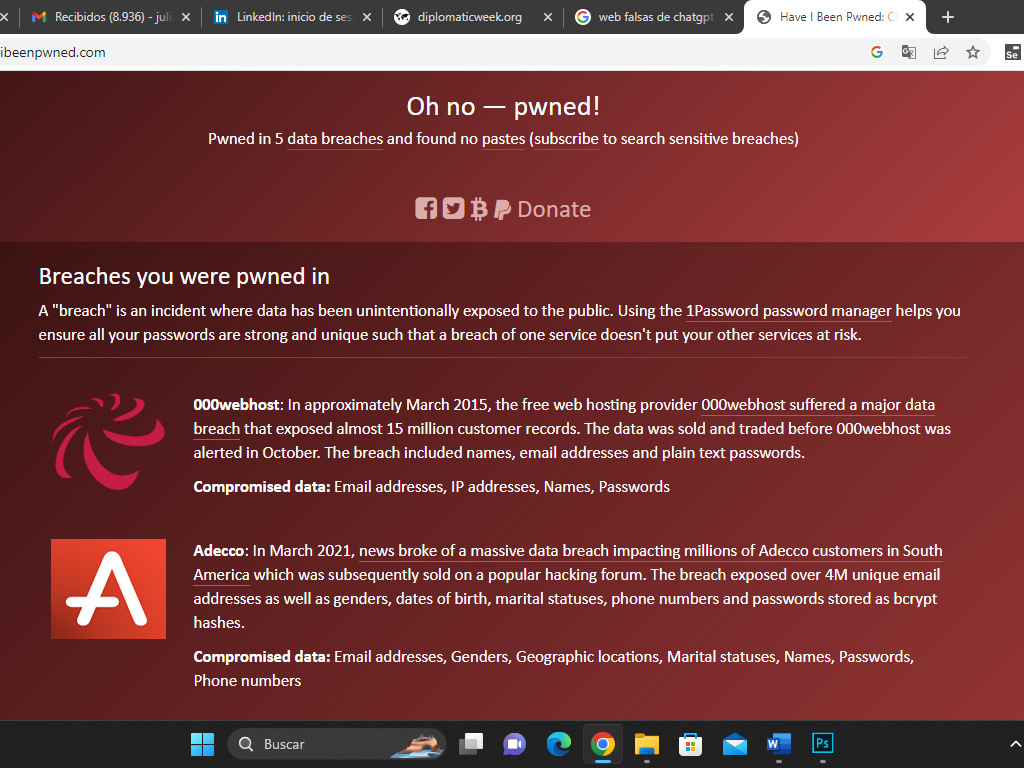 Recibidos (8.936) - juli
LinkedIn: inicio de ses
diplomaticweek.org
web falsas de chatgpt
Have I Been Pwned: C
ibeenpwned.com
Se
Oh no — pwned!
Pwned in 5 data breaches and found no pastes (subscribe to search sensitive breaches)
Donate
Breaches you were pwned in
A "breach" is an incident where data has been unintentionally exposed to the public. Using the 1Password password manager helps you
ensure all your passwords are strong and unique such that a breach of one service doesn't put your other services at risk.
000webhost: In approximately March 2015, the free web hosting provider 000webhost suffered a major data
breach that exposed almost 15 million customer records. The data was sold and traded before 000webhost was
alerted in October. The breach included names, email addresses and plain text passwords.
Compromised data: Email addresses, IP addresses, Names, Passwords
Adecco: In March 2021, news broke of a massive data breach impacting millions of Adecco customers in South
America which was subsequently sold on a popular hacking forum. The breach exposed over 4M unique email
addresses as well as genders, dates of birth, marital statuses, phone numbers and passwords stored as bcrypt
hashes.
Compromised data: Email addresses, Genders, Geographic locations, Marital statuses, Names, Passwords,
Phone numbers
Buscar
Ps